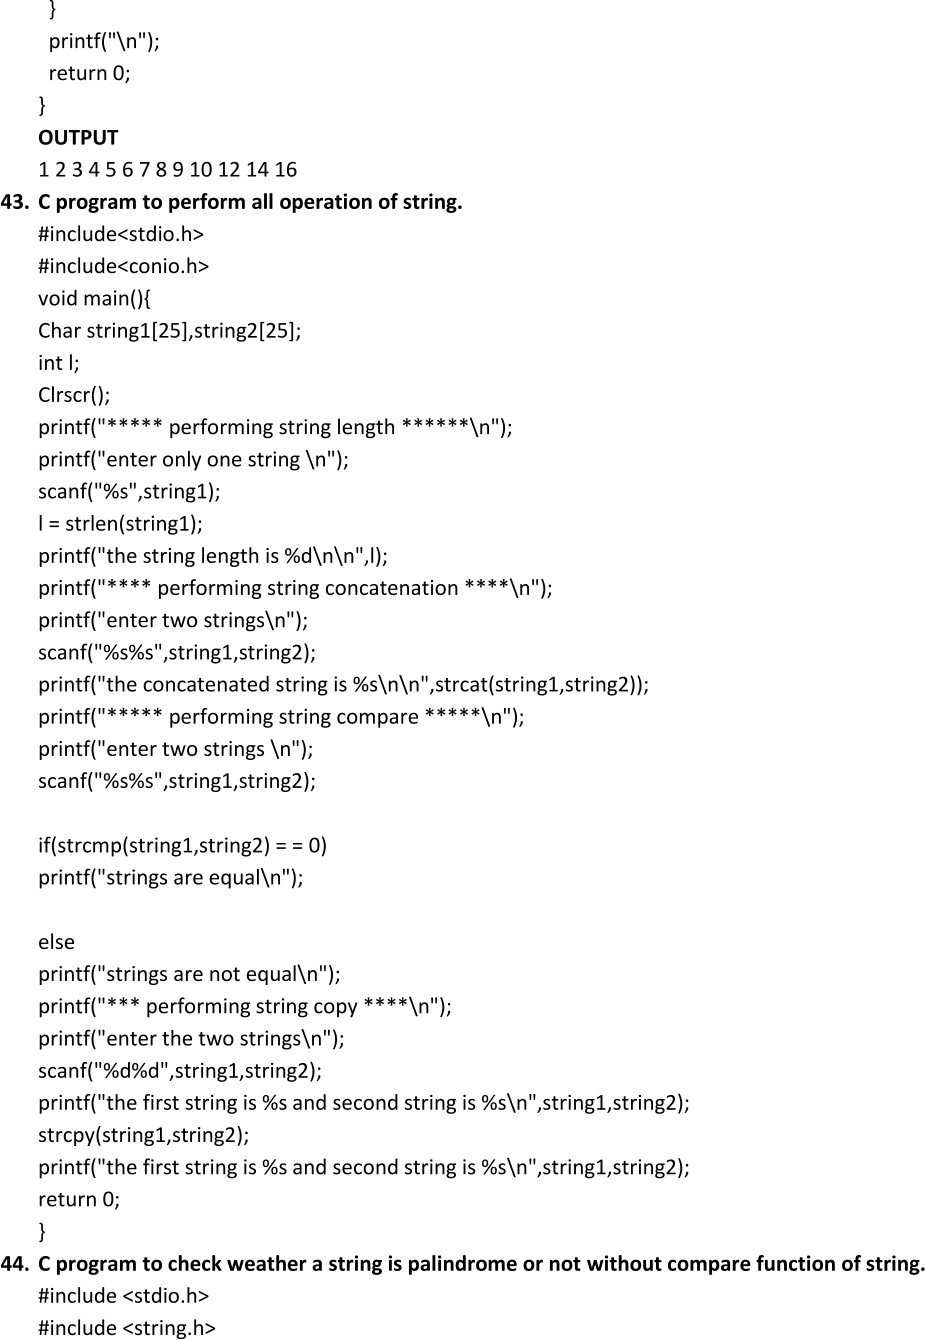 }
printf("\n");
return 0;
}
OUTPUT
1 2 3 4 5 6 7 8 9 10 12 14 16
43. C program to perform all operation of string.
#include<stdio.h>
#include<conio.h>
void main(){
Char string1[25],string2[25];
int l;
Clrscr();
printf("***** performing string length ******\n");
printf("enter only one string \n");
scanf("%s",string1);
l = strlen(string1);
printf("the string length is %d\n\n",l);
printf("**** performing string concatenation ****\n");
printf("enter two strings\n");
scanf("%s%s",string1,string2);
printf("the concatenated string is %s\n\n",strcat(string1,string2));
printf("***** performing string compare *****\n");
printf("enter two strings \n");
scanf("%s%s",string1,string2);
if(strcmp(string1,string2) = = 0)
printf("strings are equal\n");
else
printf("strings are not equal\n");
printf("*** performing string copy ****\n");
printf("enter the two strings\n");
scanf("%d%d",string1,string2);
printf("the first string is %s and second string is %s\n",string1,string2);
strcpy(string1,string2);
printf("the first string is %s and second string is %s\n",string1,string2);
return 0;
}
44. C program to check weather a string is palindrome or not without compare function of string.
#include <stdio.h>
#include <string.h>